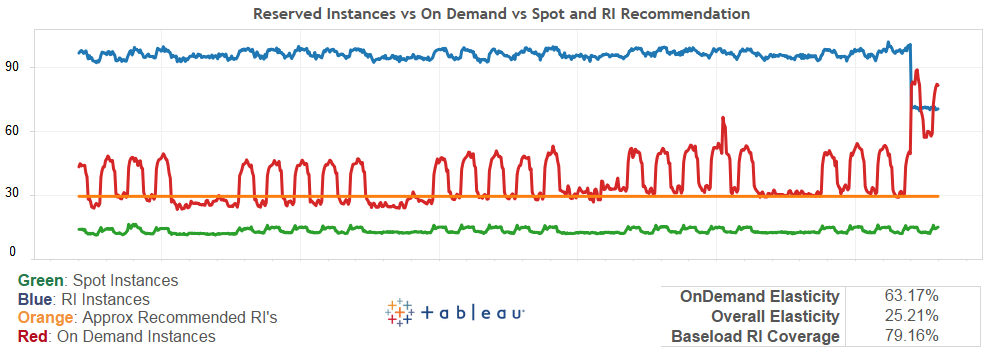 Reserved Instances vs On Demand vs Spot and RI Recommendation
90
60
30
0
Green: Spot Instances
Blue: RI Instances
Orange: Approx Recommended RI's
Red: On Demand Instances
+ableau
OnDemand Elasticity 63.17%
Overall Elasticity 25.21%
Baseload RI Coverage 79.16%